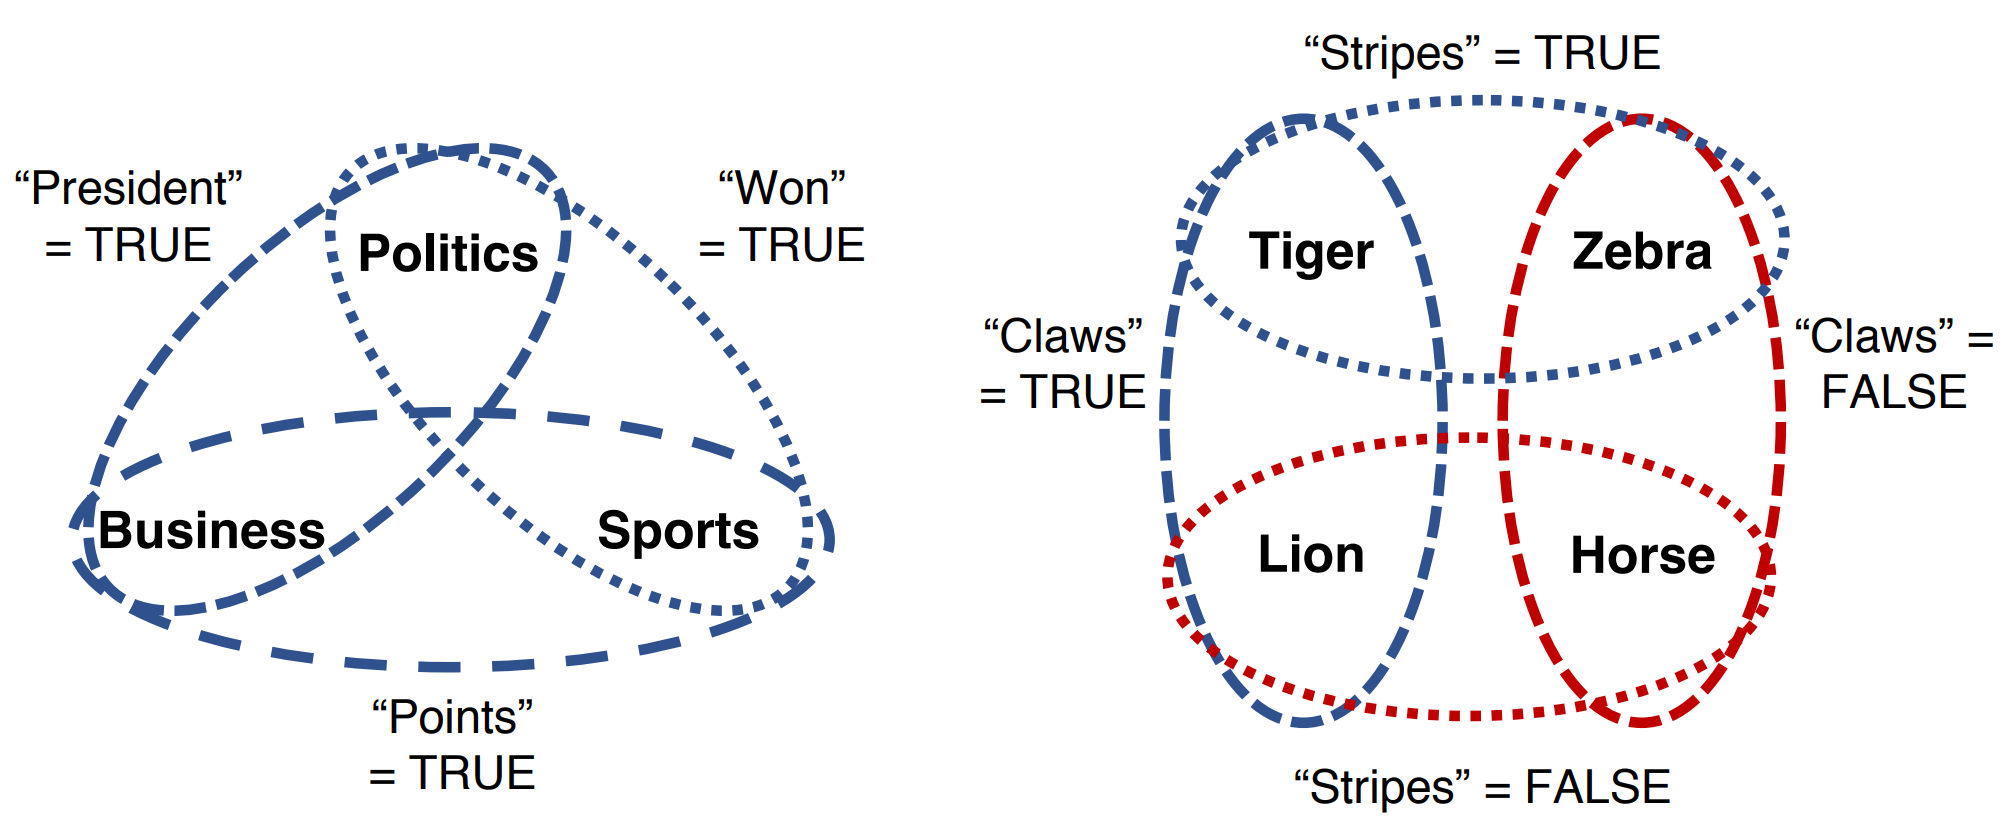 “President”
= TRUE
“Won”
= TRUE
Politics
Business
Sports
“Points”
= TRUE
“Stripes” = TRUE
Tiger
Zebra
“Claws”
= TRUE
“Claws” =
FALSE
Lion
Horse
“Stripes” = FALSE